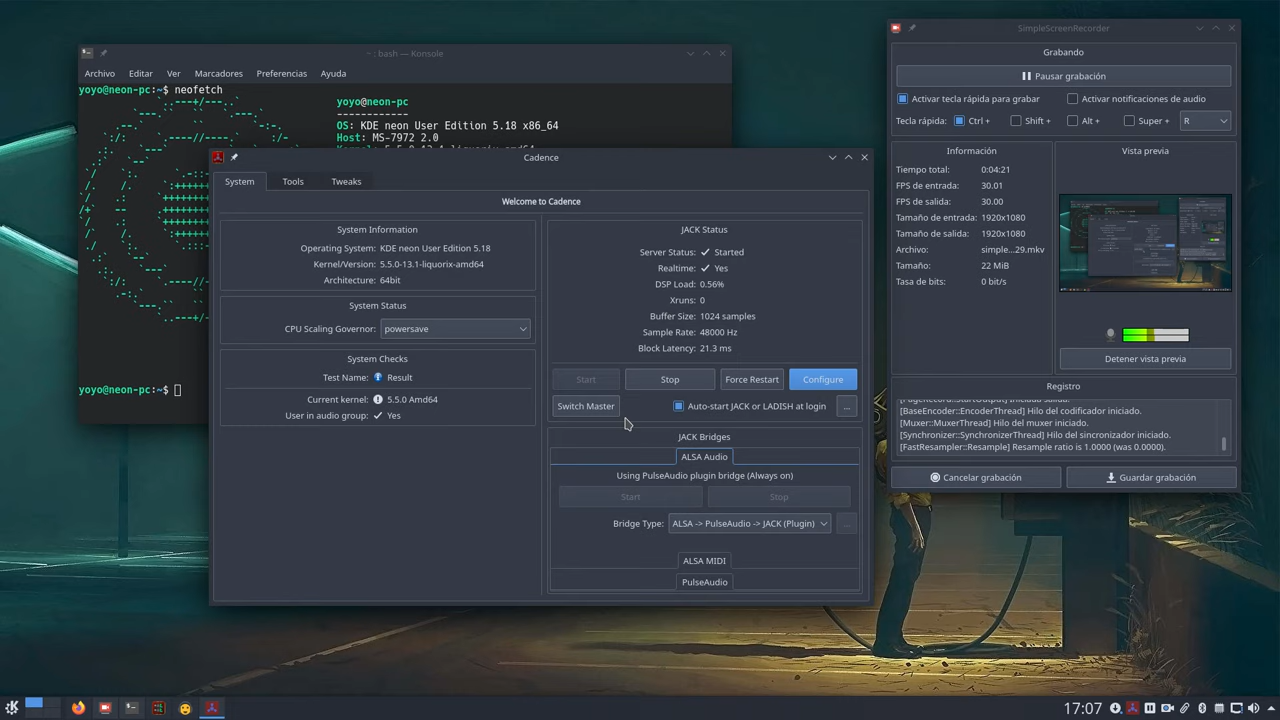 ~ : bash — Konsole
Archivo Editar Ver Marcadores Preferencias Ayuda
yoyo@neon-pc:~$ neofetch
yoyo@neon-pc
------------
OS: KDE neon User Edition 5.18 x86_64
Host: MS-7972 2.0
yoyo@neon-pc:~$
Cadence
System Tools Tweaks
Welcome to Cadence
System Information
Operating System: KDE neon User Edition 5.18
Kernel/Version: 5.5.0-13.1-liquorix-amd64
Architecture: 64bit
System Status
CPU Scaling Governor: powersave
System Checks
Test Name: Result
Current kernel: 5.5.0 Amd64
User in audio group: Yes
JACK Status
Server Status: Started
Realtime: Yes
DSP Load: 0.56%
Xruns: 0
Buffer Size: 1024 samples
Sample Rate: 48000 Hz
Block Latency: 21.3 ms
Start Stop Force Restart Configure
Switch Master Auto-start JACK or LADISH at login ...
JACK Bridges
ALSA Audio
Using PulseAudio plugin bridge (Always on)
Start Stop
Bridge Type: ALSA -> PulseAudio -> JACK (Plugin) ...
ALSA MIDI
PulseAudio
SimpleScreenRecorder
Grabando
Pausar grabación
Activar tecla rápida para grabar Activar notificaciones de audio
Tecla rápida: Ctrl + Shift + Alt + Super + R
Información
Tiempo total: 0:04:21
FPS de entrada: 30.01
FPS de salida: 30.00
Tamaño de entrada: 1920x1080
Tamaño de salida: 1920x1080
Archivo: simple...29.mkv
Tamaño: 22 MiB
Tasa de bits: 0 bit/s
Vista previa
Detener vista previa
Registro
[BaseEncoder::EncoderThread] Hilo del codificador iniciado.
[Muxer::MuxerThread] Hilo del muxer iniciado.
[Synchronizer::SynchronizerThread] Hilo del sincronizador iniciado.
[FastResampler::Resample] Resample ratio is 1.0000 (was 0.0000).
Cancelar grabación Guardar grabación
17:07